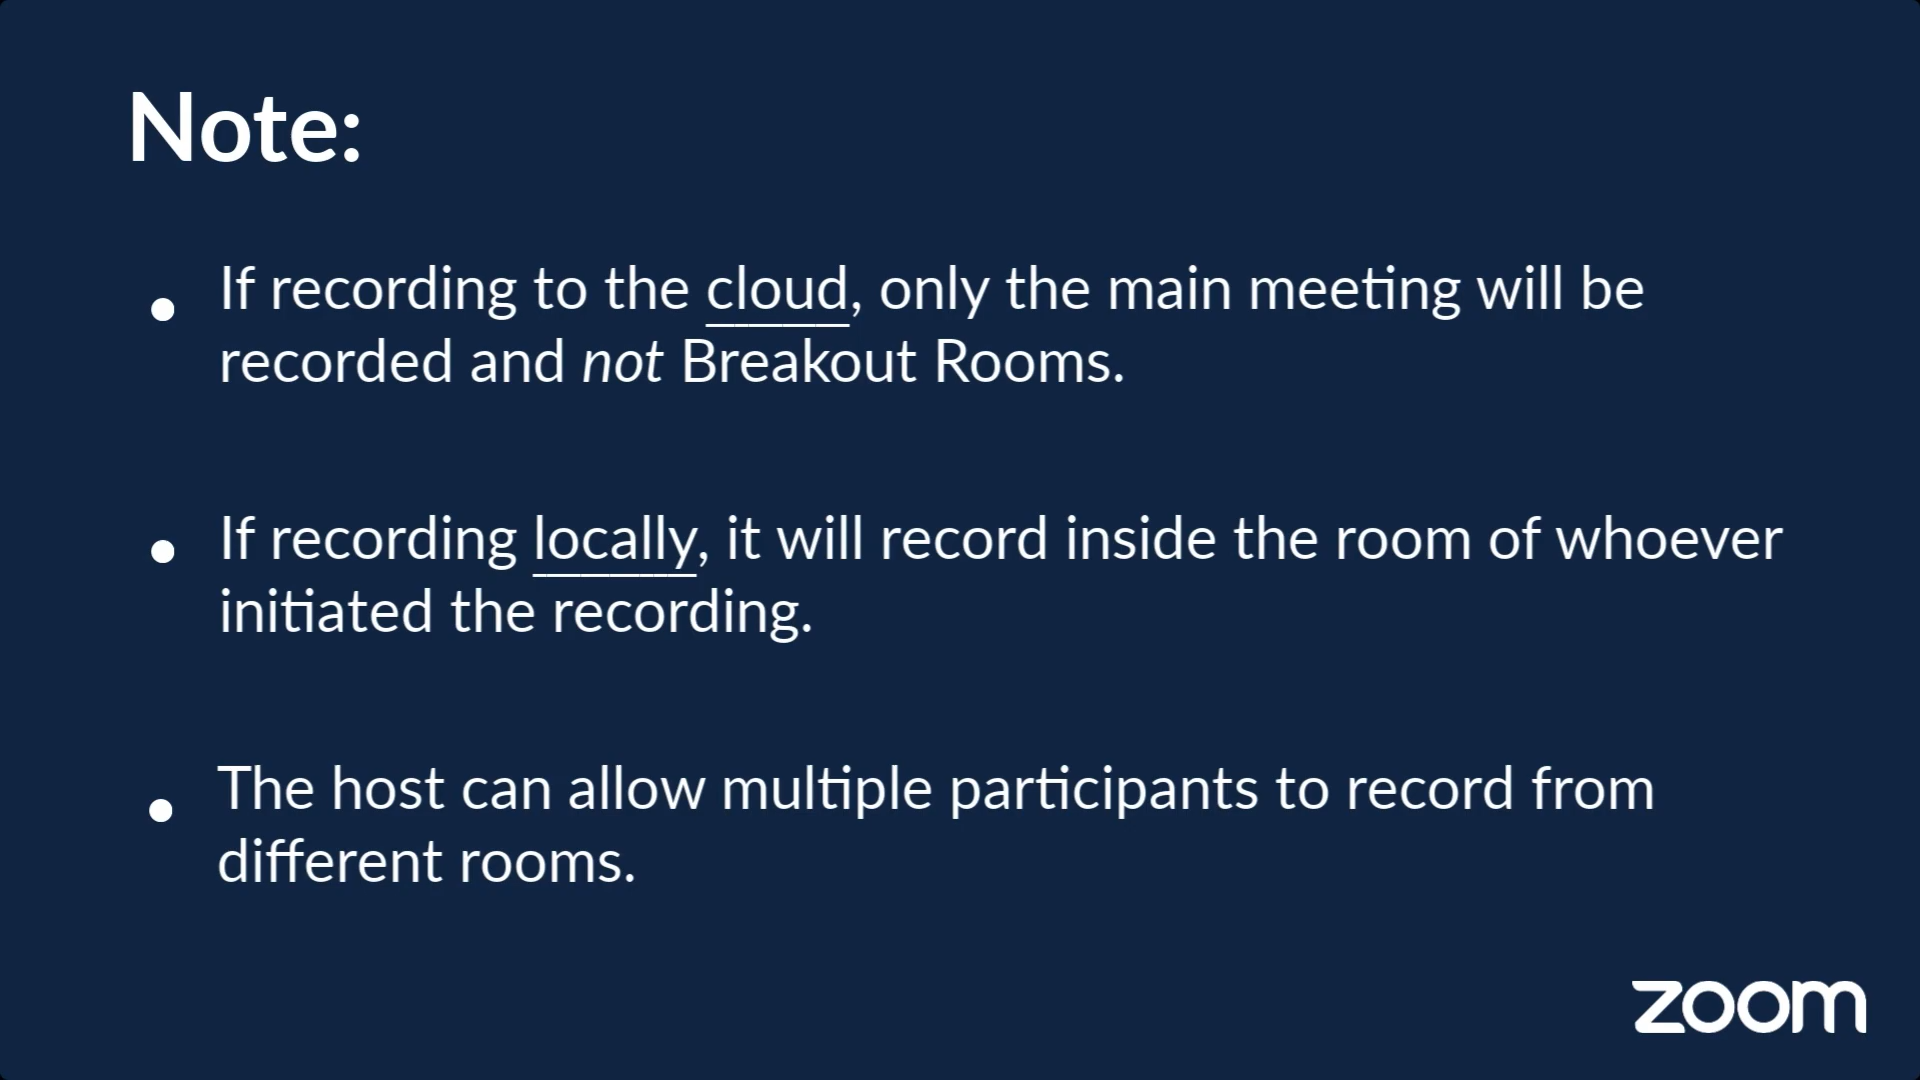 Note:
If recording to the cloud, only the main meeting will be
recorded and not Breakout Rooms.
If recording locally, it will record inside the room of whoever
initiated the recording.
The host can allow multiple participants to record from
different rooms.
zoom